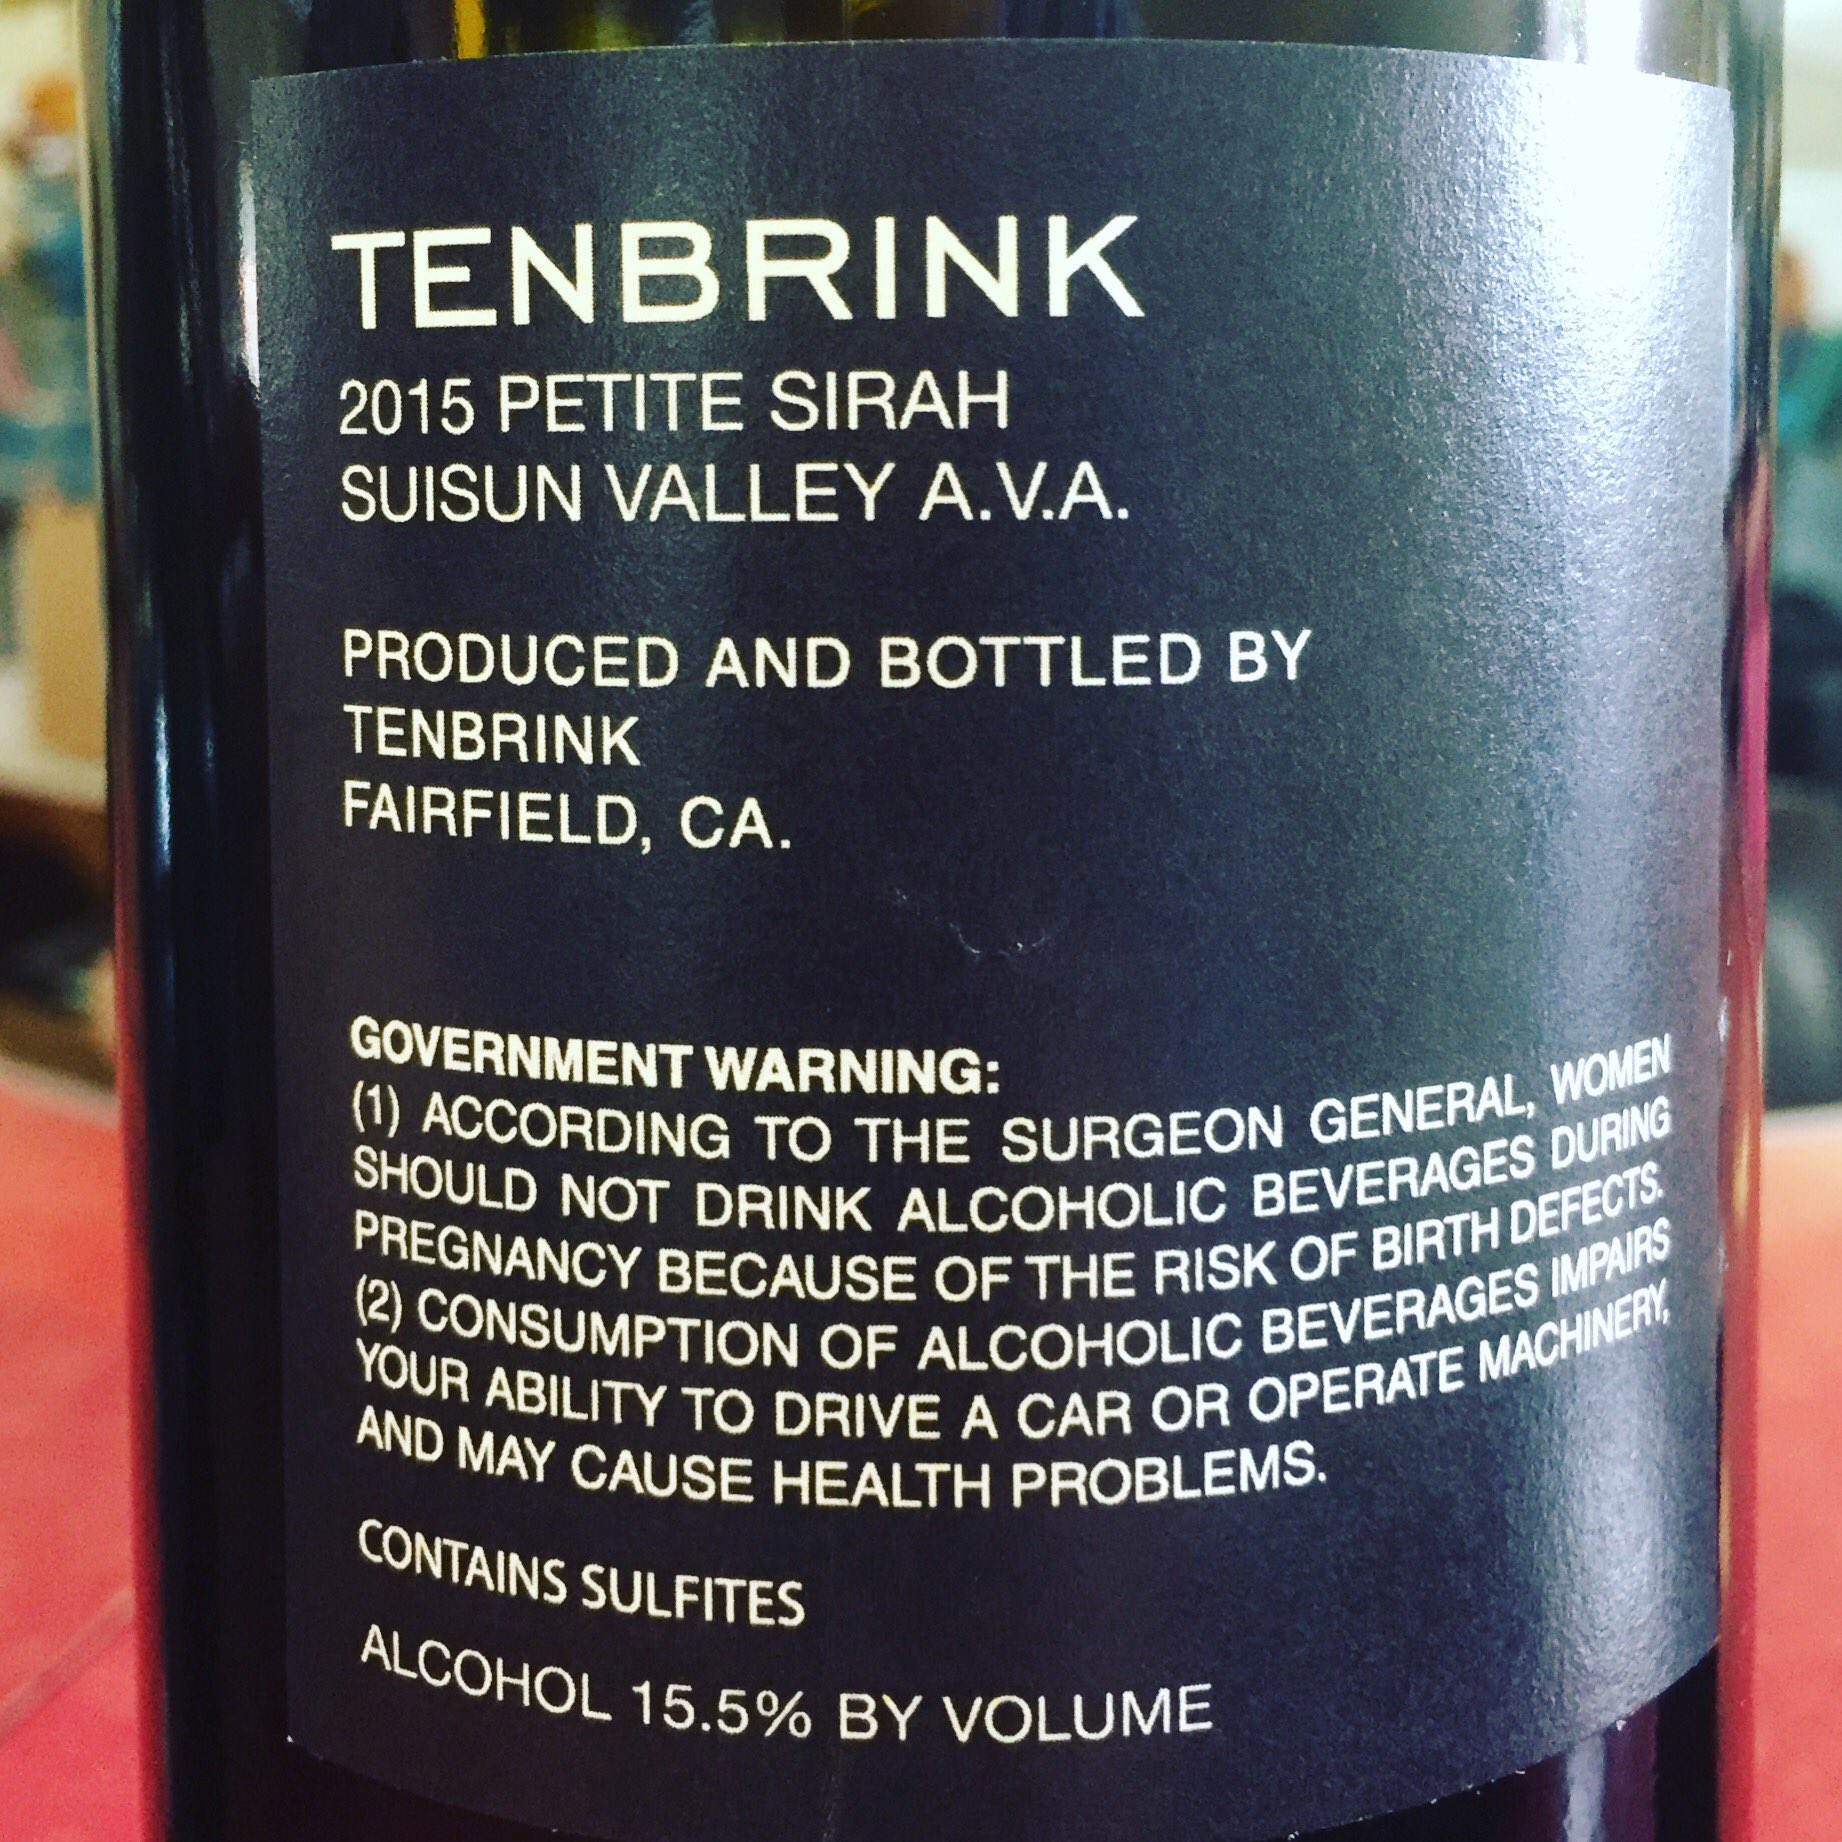 TENBRINK
2015 PETITE SIRAH
SUISUN VALLEY A.V.A.
PRODUCED AND BOTTLED BY
TENBRINK
FAIRFIELD, CA.
GOVERNMENT WARNING:
(1) ACCORDING TO THE SURGEON GENERAL, WOMEN
SHOULD NOT DRINK ALCOHOLIC BEVERAGES DURING
PREGNANCY BECAUSE OF THE RISK OF BIRTH DEFECTS.
(2) CONSUMPTION OF ALCOHOLIC BEVERAGES IMPAIRS
YOUR ABILITY TO DRIVE A CAR OR OPERATE MACHINERY,
AND MAY CAUSE HEALTH PROBLEMS.
CONTAINS SULFITES
ALCOHOL 15.5% BY VOLUME